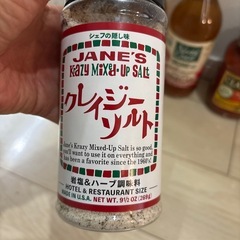 シェフの隠し味
JANE'S
Krazy Mixed-Up Salt
クレイジー
ソルト
Jane's Krazy Mixed-Up Salt is so good,
you'll want to use it on everything and
has been a favorite since the 1960's!
岩塩&ハーブ調味料
HOTEL & RESTAURANT SIZE
MADE IN U.S.A. NET WT. 9½ OZ (269g)